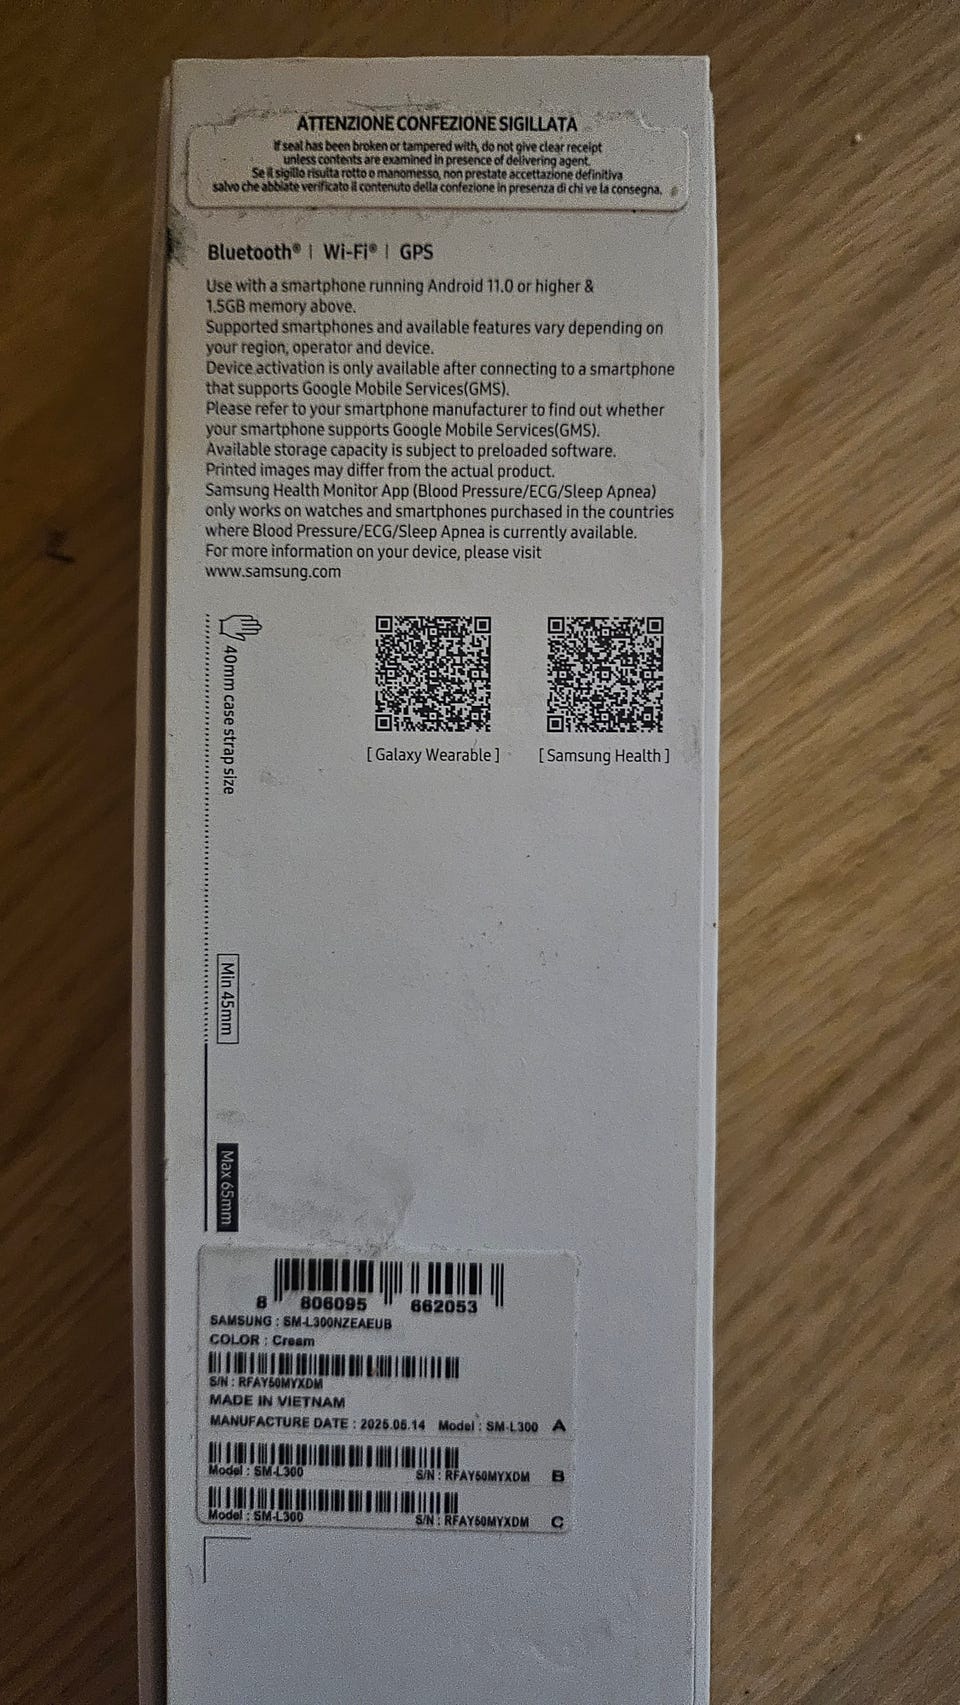 ATTENZIONE CONFEZIONE SIGILLATA
If seal has been broken or tampered with, do not give clear receipt
unless contents are examined in presence of delivering agent.
Se il sigillo risulta rotto o manomesso, non prestate accettazione definitiva
salvo che abbiate verificato il contenuto della confezione in presenza di chi ve la consegna.
Bluetooth® | Wi-Fi® | GPS
Use with a smartphone running Android 11.0 or higher &
1.5GB memory above.
Supported smartphones and available features vary depending on
your region, operator and device.
Device activation is only available after connecting to a smartphone
that supports Google Mobile Services(GMS).
Please refer to your smartphone manufacturer to find out whether
your smartphone supports Google Mobile Services(GMS).
Available storage capacity is subject to preloaded software.
Printed images may differ from the actual product.
Samsung Health Monitor App (Blood Pressure/ECG/Sleep Apnea)
only works on watches and smartphones purchased in the countries
where Blood Pressure/ECG/Sleep Apnea is currently available.
For more information on your device, please visit
www.samsung.com
40mm case strap size
[ Galaxy Wearable ] [ Samsung Health ]
Min 45mm
Max 65mm
8 806095 662053
SAMSUNG : SM-L300NZEAEUB
COLOR : Cream
S/N : RFAY50MYXDM
MADE IN VIETNAM
MANUFACTURE DATE : 2025.05.14 Model : SM-L300 A
Model : SM-L300 S/N : RFAY50MYXDM B
Model : SM-L300 S/N : RFAY50MYXDM C